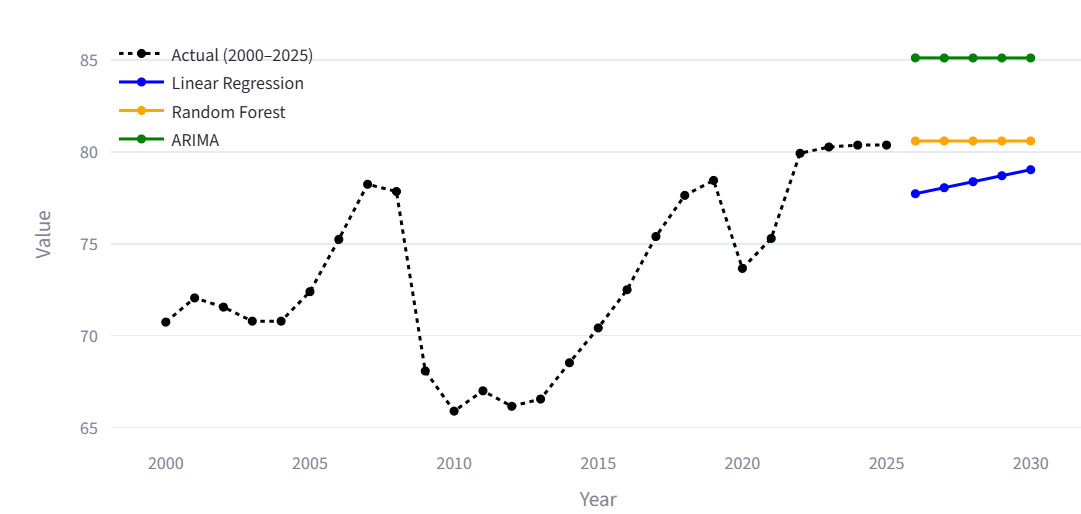 Actual (2000–2025)
Linear Regression
Random Forest
ARIMA
85
80
75
70
65
Value
2000 2005 2010 2015 2020 2025 2030
Year